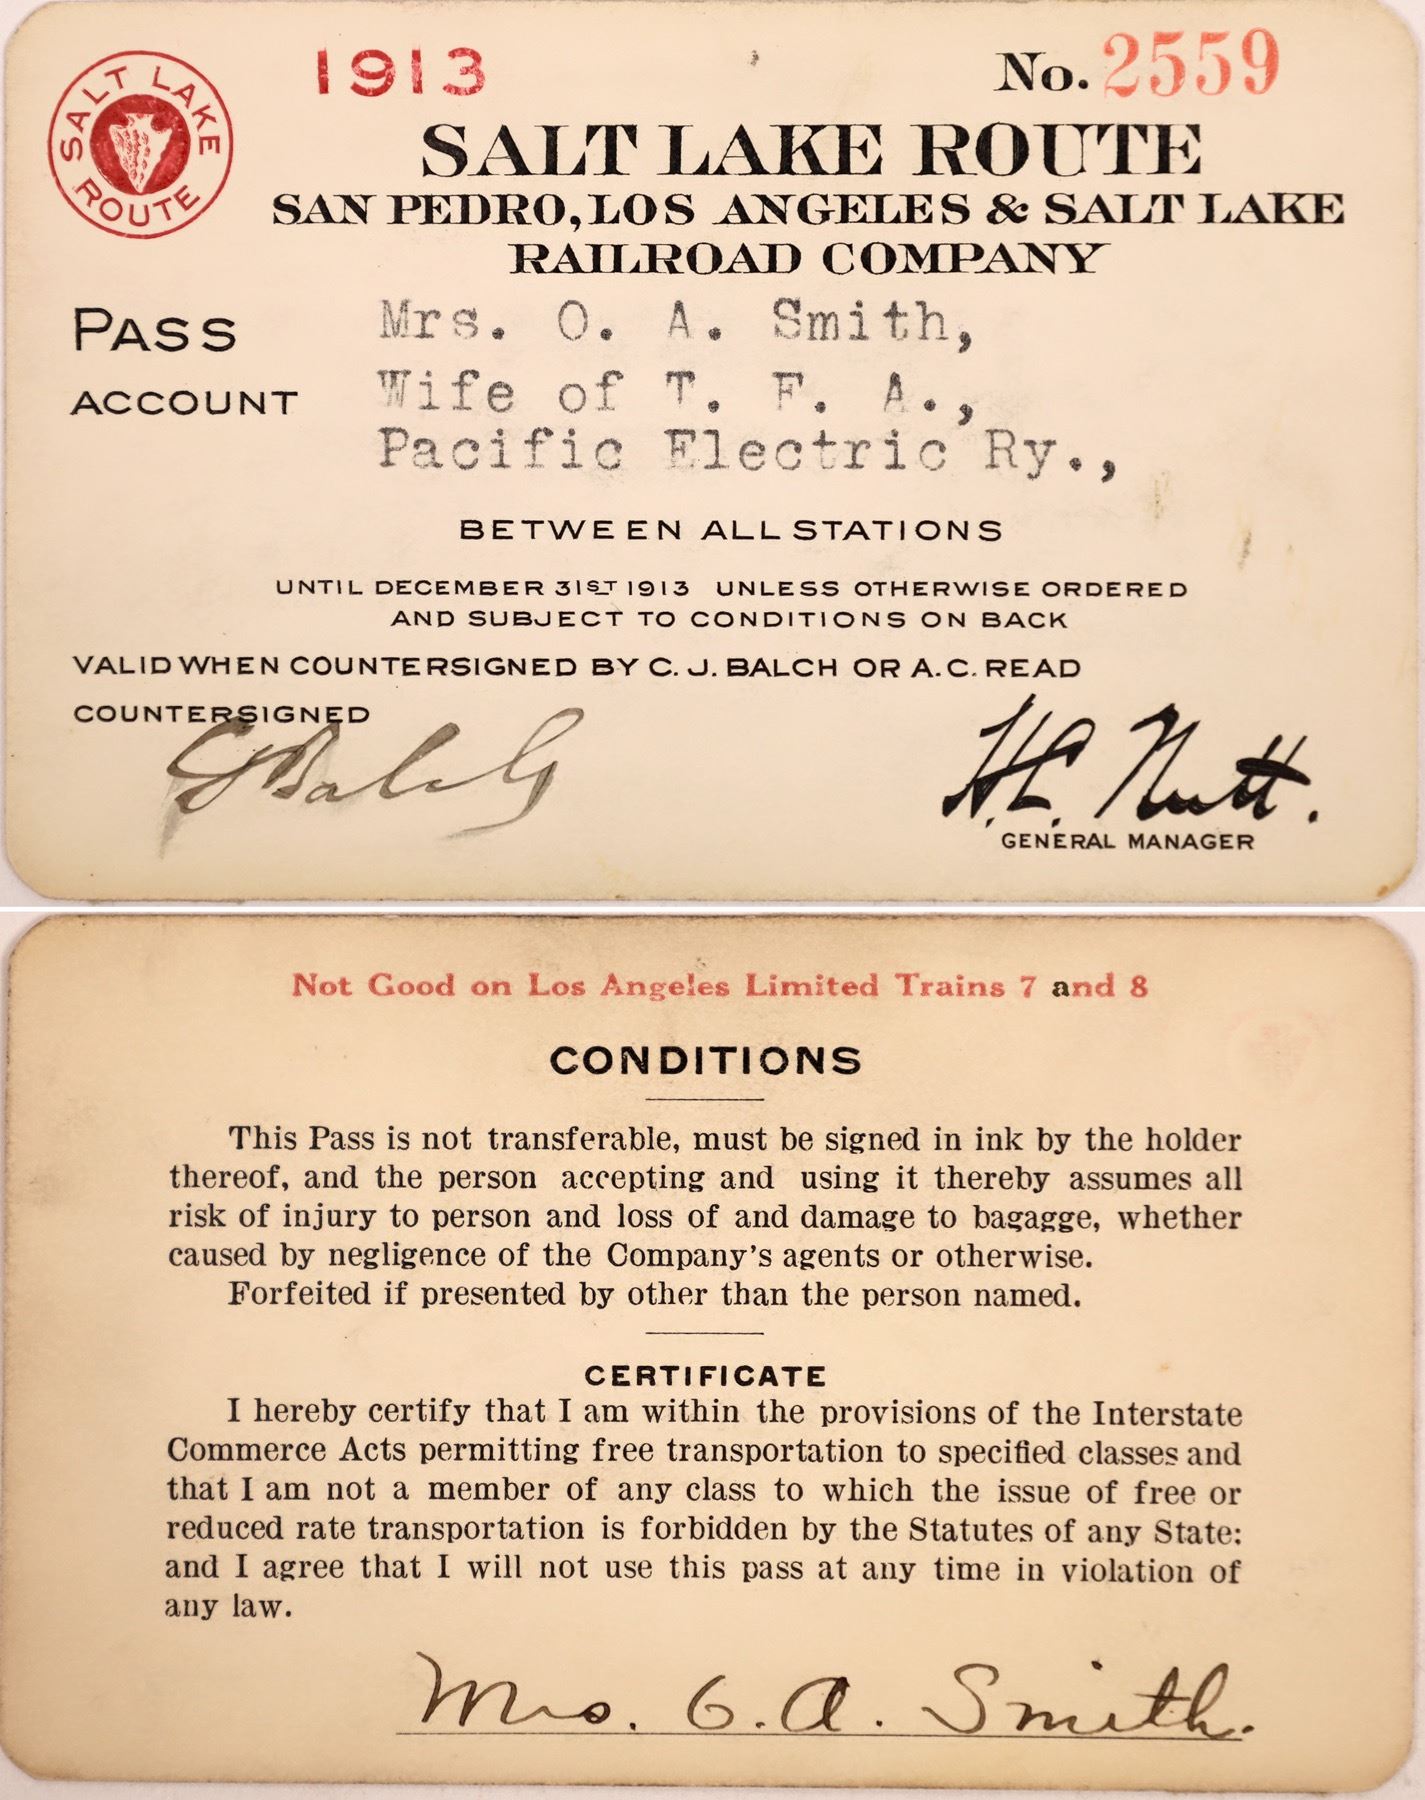 SALT LAKE ROUTE
1913
No. 2559
SALT LAKE ROUTE
SAN PEDRO, LOS ANGELES & SALT LAKE
RAILROAD COMPANY
PASS Mrs. O. A. Smith,
ACCOUNT Wife of T. F. A.,
Pacific Electric Ry.,
BETWEEN ALL STATIONS
UNTIL DECEMBER 31ST 1913 UNLESS OTHERWISE ORDERED
AND SUBJECT TO CONDITIONS ON BACK
VALID WHEN COUNTERSIGNED BY C. J. BALCH OR A. C. READ
COUNTERSIGNED
CJ Balch
H.C. Nutt.
GENERAL MANAGER
Not Good on Los Angeles Limited Trains 7 and 8
CONDITIONS
This Pass is not transferable, must be signed in ink by the holder
thereof, and the person accepting and using it thereby assumes all
risk of injury to person and loss of and damage to bagagge, whether
caused by negligence of the Company's agents or otherwise.
Forfeited if presented by other than the person named.
CERTIFICATE
I hereby certify that I am within the provisions of the Interstate
Commerce Acts permitting free transportation to specified classes and
that I am not a member of any class to which the issue of free or
reduced rate transportation is forbidden by the Statutes of any State:
and I agree that I will not use this pass at any time in violation of
any law.
Mrs. O. A. Smith.